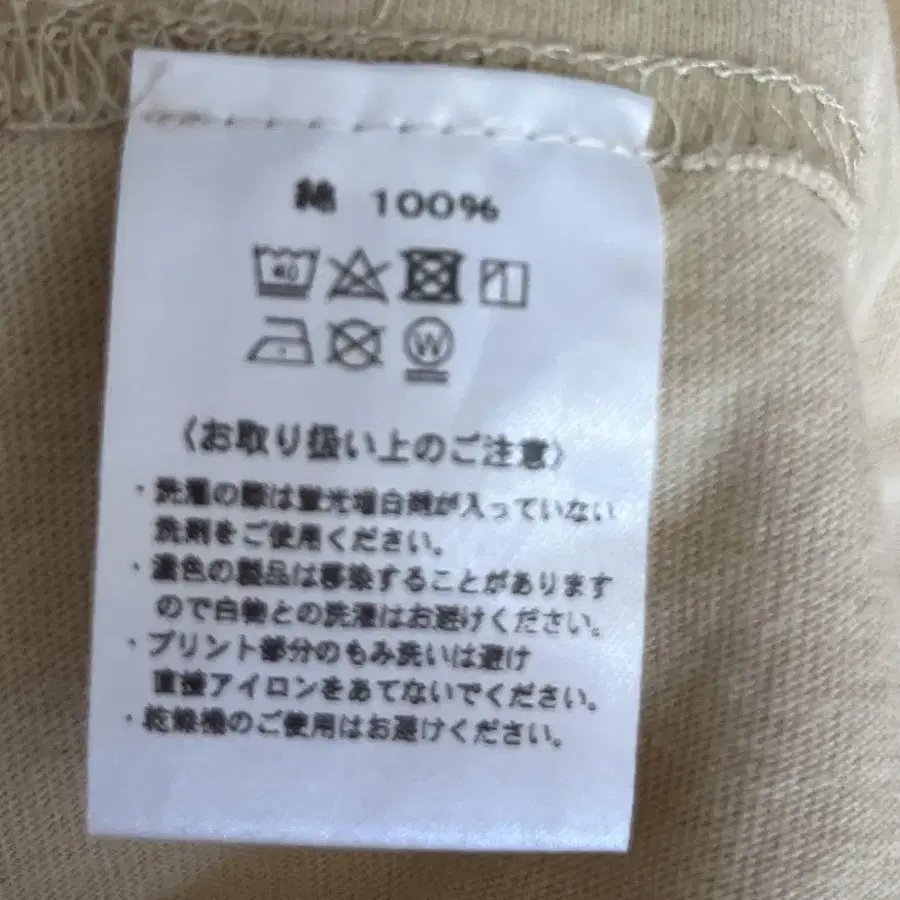 綿 100%
40
W
〈お取り扱い上のご注意〉
・洗濯の際は蛍光増白剤が入っていない
洗剤をご使用ください。
・濃色の製品は移染することがあります
ので白物との洗濯はお避けください。
・プリント部分のもみ洗いは避け
直接アイロンをあてないでください。
・乾燥機のご使用はお避けください。